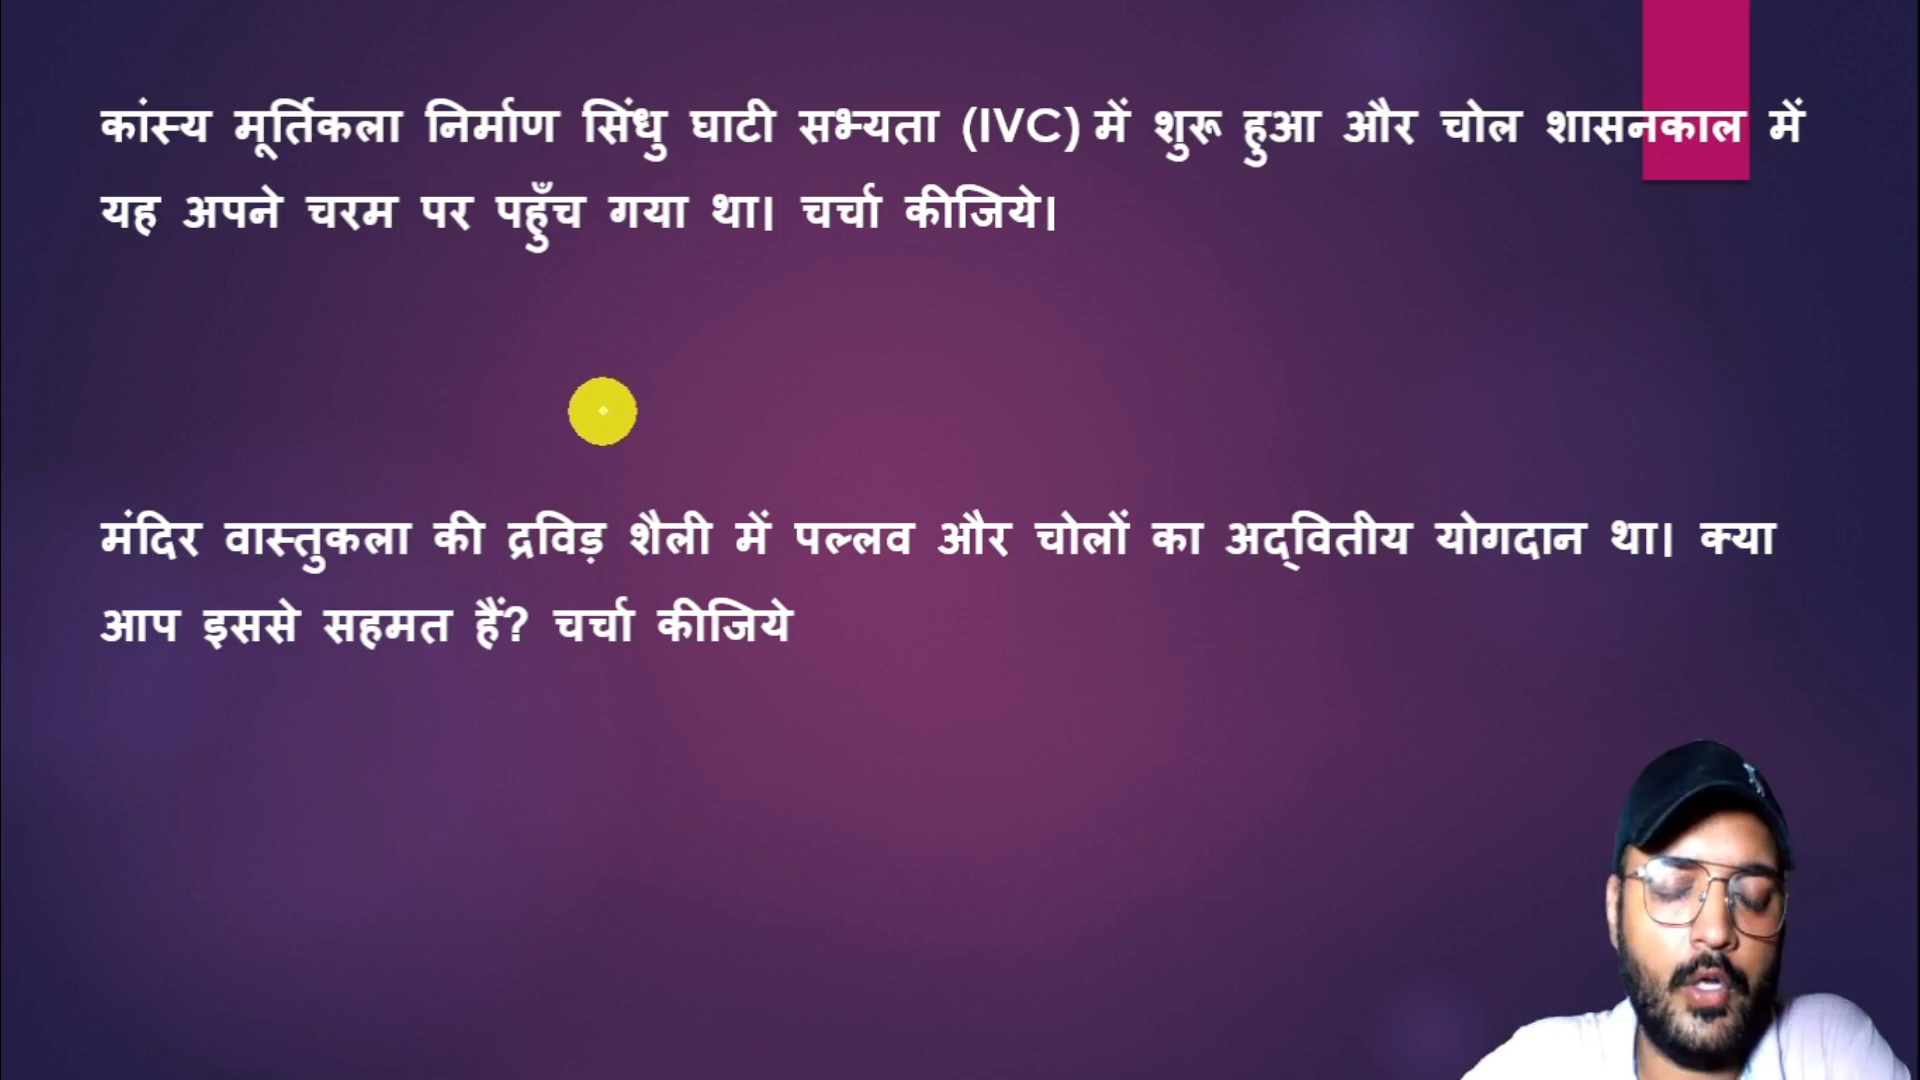 कांस्य मूर्तिकला निर्माण सिंधु घाटी सभ्यता (IVC) में शुरू हुआ और चोल शासनकाल में
यह अपने चरम पर पहुँच गया था। चर्चा कीजिये।
मंदिर वास्तुकला की द्रविड़ शैली में पल्लव और चोलों का अद्वितीय योगदान था। क्या
आप इससे सहमत हैं? चर्चा कीजिये